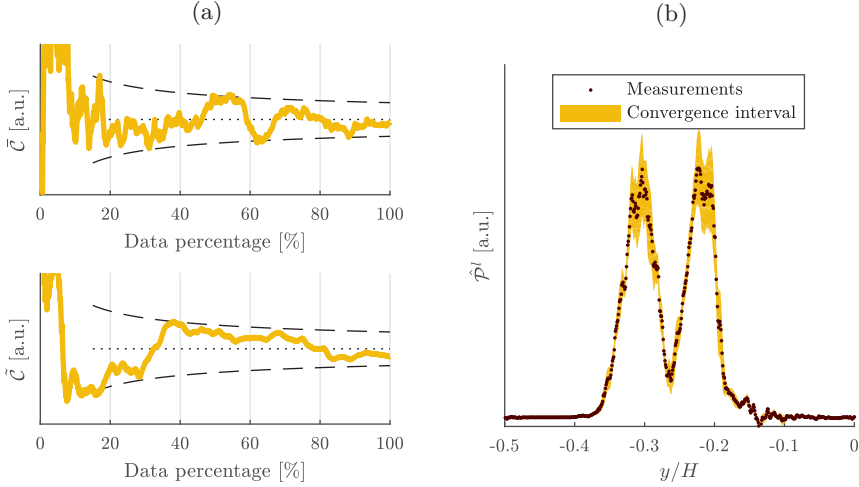 (a)
C̄ [a.u.]
0 20 40 60 80 100
Data percentage [%]
C̃ [a.u.]
0 20 40 60 80 100
Data percentage [%]
(b)
Measurements
Convergence interval
P̂ˡ [a.u.]
-0.5 -0.4 -0.3 -0.2 -0.1 0
y/H